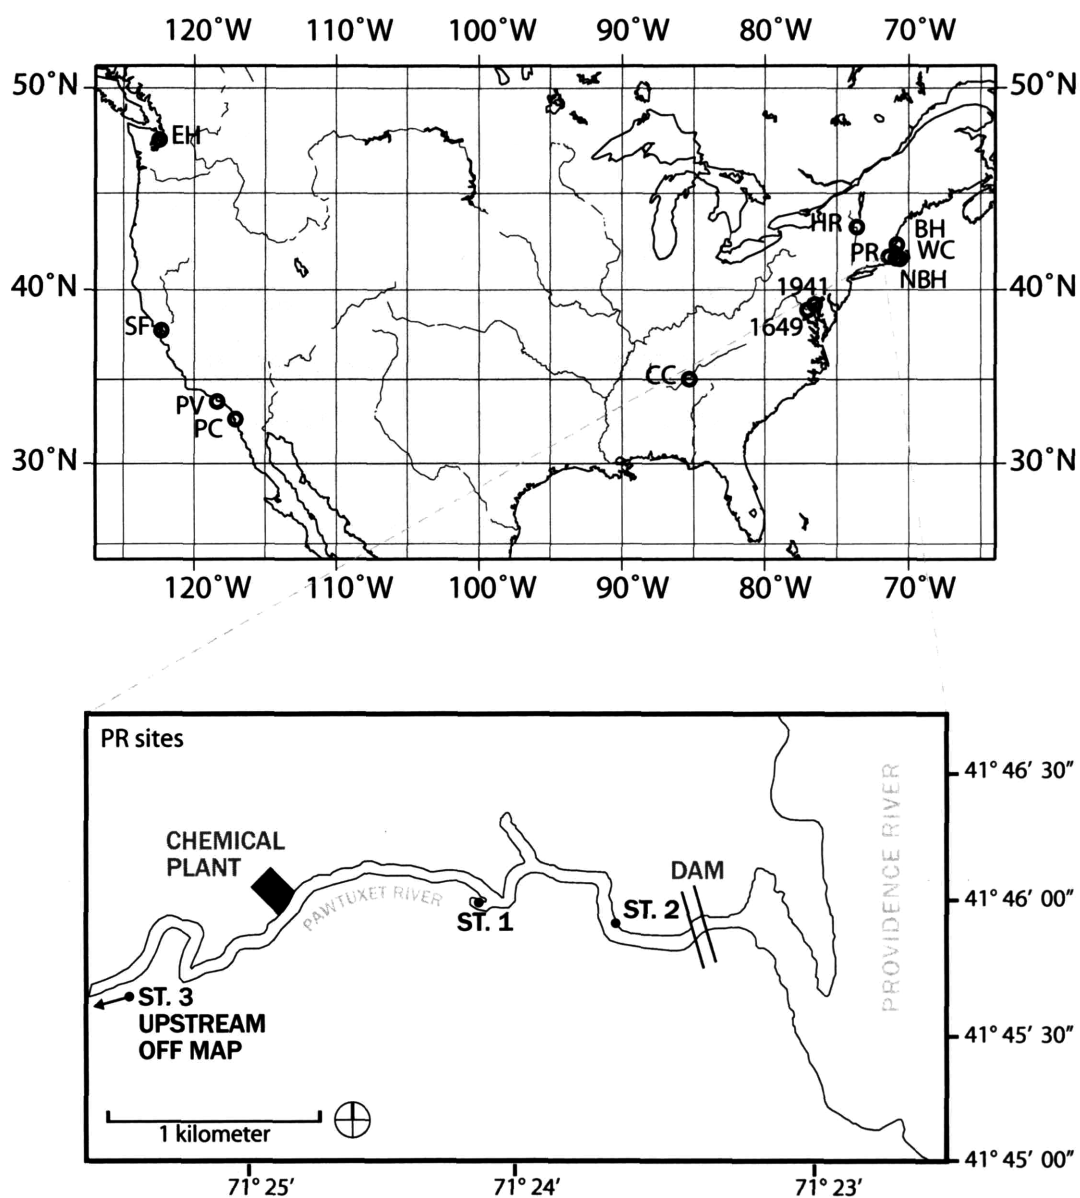 120°W 110°W 100°W 90°W 80°W 70°W
50°N 50°N
EH
HR BH
PR WC
NBH
40°N 1941 40°N
SF 1649
CC
PV
PC
30°N 30°N
120°W 110°W 100°W 90°W 80°W 70°W
PR sites
41° 46′ 30″
PROVIDENCE RIVER
CHEMICAL
PLANT
DAM
PAWTUXET RIVER
41° 46′ 00″
ST. 1
ST. 2
ST. 3
UPSTREAM
OFF MAP
41° 45′ 30″
1 kilometer
41° 45′ 00″
71° 25′ 71° 24′ 71° 23′